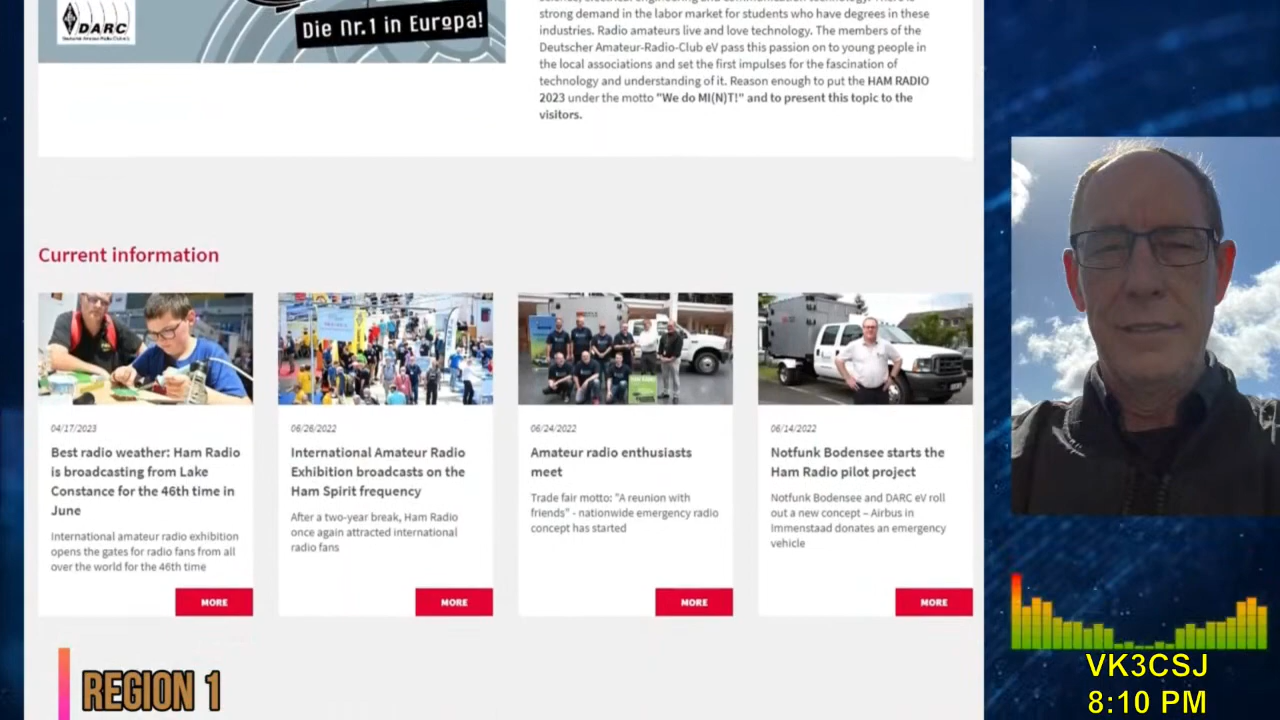 DARC
Die Nr.1 in Europa!
strong demand in the labor market for students who have degrees in these
industries. Radio amateurs live and love technology. The members of the
Deutscher Amateur-Radio-Club eV pass this passion on to young people in
the local associations and set the first impulses for the fascination of
technology and understanding of it. Reason enough to put the HAM RADIO
2023 under the motto "We do MI(N)T!" and to present this topic to the
visitors.
Current information
04/17/2023
Best radio weather: Ham Radio
is broadcasting from Lake
Constance for the 46th time in
June
International amateur radio exhibition
opens the gates for radio fans from all
over the world for the 46th time
MORE
06/26/2022
International Amateur Radio
Exhibition broadcasts on the
Ham Spirit frequency
After a two-year break, Ham Radio
once again attracted international
radio fans
MORE
06/24/2022
Amateur radio enthusiasts
meet
Trade fair motto: "A reunion with
friends" - nationwide emergency radio
concept has started
MORE
06/14/2022
Notfunk Bodensee starts the
Ham Radio pilot project
Notfunk Bodensee and DARC eV roll
out a new concept – Airbus in
Immenstaad donates an emergency
vehicle
MORE
REGION 1
VK3CSJ
8:10 PM